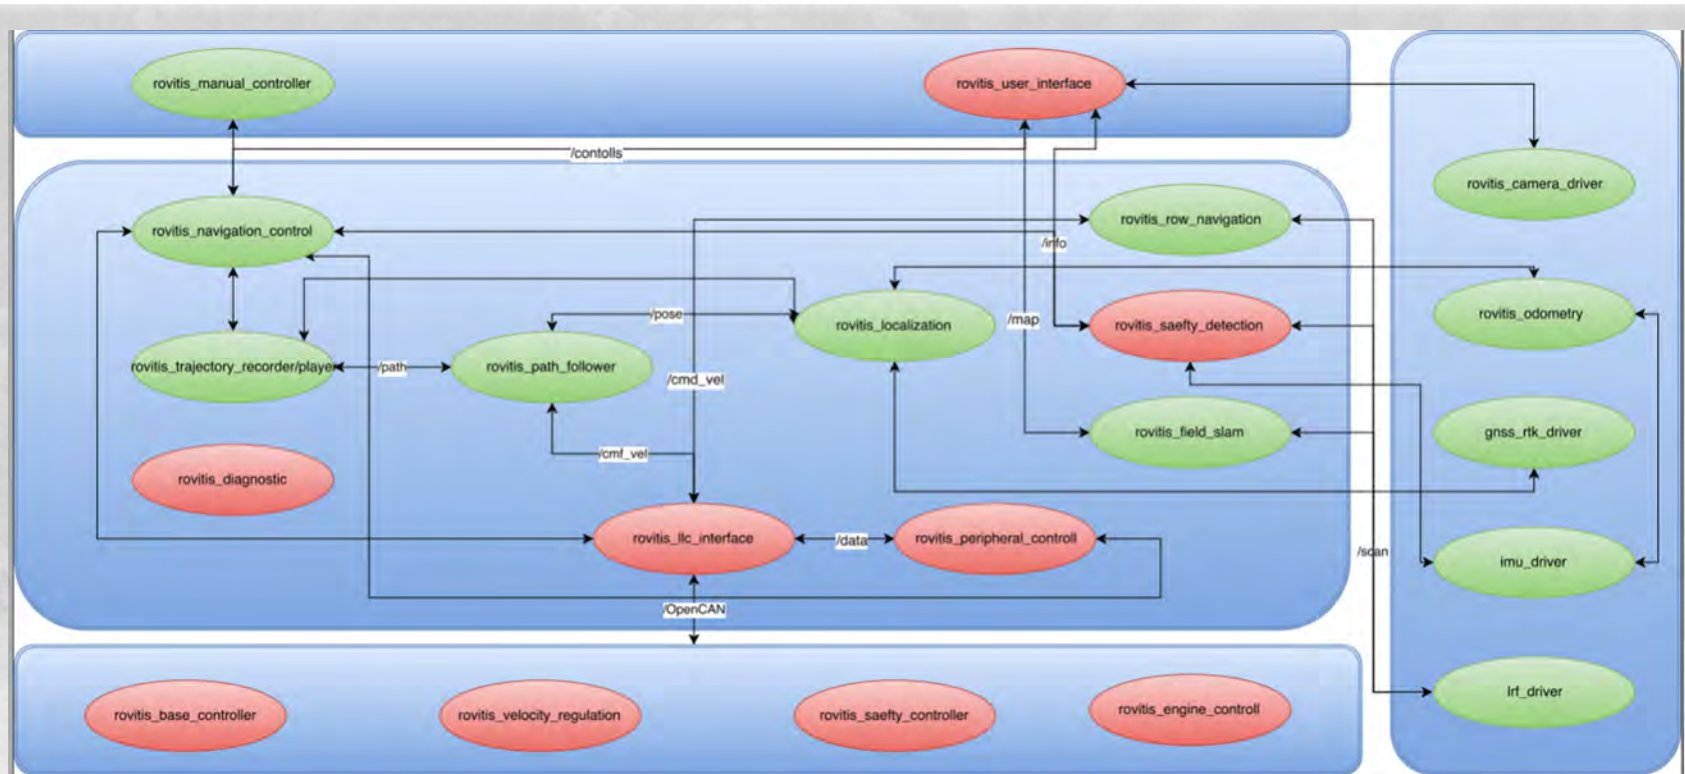 rovitis_manual_controller
rovitis_user_interface
/contolls
rovitis_camera_driver
rovitis_navigation_control
rovitis_row_navigation
/info
/pose
/map
rovitis_localization
rovitis_saefty_detection
rovitis_odometry
rovitis_trajectory_recorder/player
/path
rovitis_path_follower
/cmd_vel
rovitis_field_slam
gnss_rtk_driver
/cmf_vel
rovitis_diagnostic
rovitis_llc_interface
/data
rovitis_peripheral_controll
/scan
imu_driver
/OpenCAN
rovitis_base_controller
rovitis_velocity_regulation
rovitis_saefty_controller
rovitis_engine_controll
lrf_driver